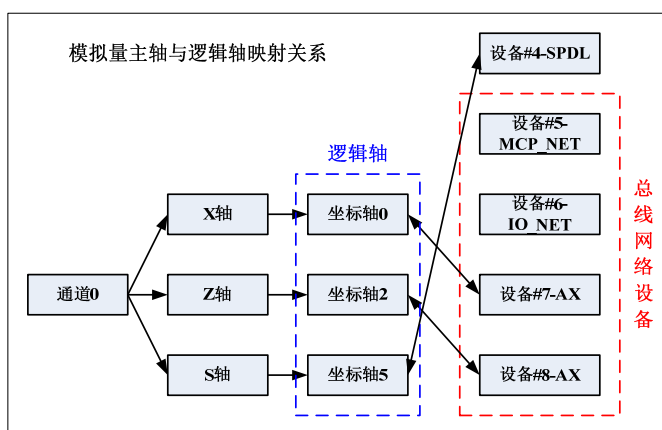 模拟量主轴与逻辑轴映射关系
设备#4-SPDL
设备#5-
MCP_NET
逻辑轴
总线网络设备
X轴
坐标轴0
设备#6-
IO_NET
通道0
Z轴
坐标轴2
设备#7-AX
S轴
坐标轴5
设备#8-AX